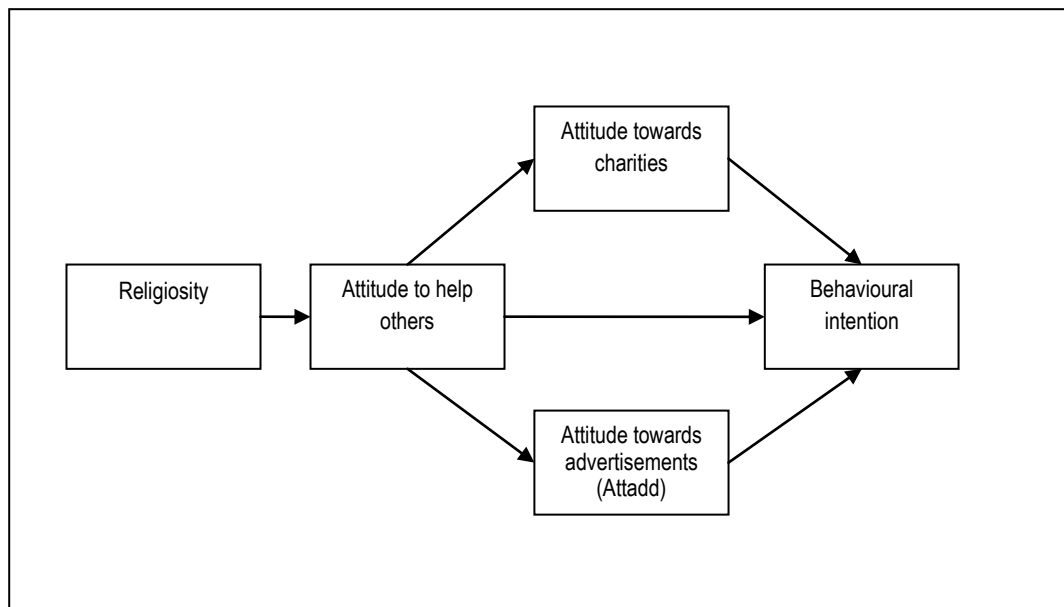 Attitude towards
charities
Religiosity
Attitude to help
others
Behavioural
intention
Attitude towards
advertisements
(Attadd)